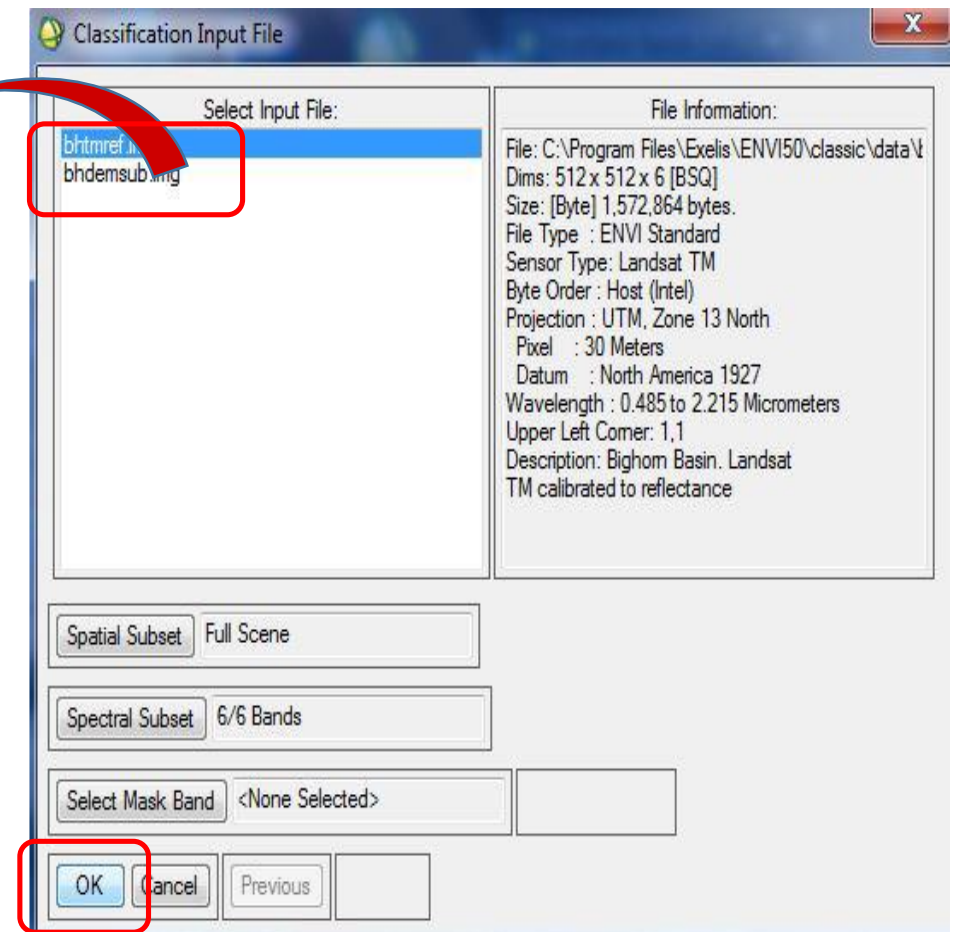 Classification Input File
X
Select Input File:
bhdemsub.img
File Information:
File: C:\Program Files\Exelis\ENVI50\classic\data\
Dims: 512 x 512 x 6 [BSQ]
Size: [Byte] 1,572,864 bytes.
File Type : ENVI Standard
Sensor Type: Landsat TM
Byte Order : Host (Intel)
Projection : UTM, Zone 13 North
Pixel : 30 Meters
Datum : North America 1927
Wavelength : 0.485 to 2.215 Micrometers
Upper Left Corner: 1,1
Description: Bighorn Basin. Landsat
TM calibrated to reflectance
Spatial Subset Full Scene
Spectral Subset 6/6 Bands
Select Mask Band <None Selected>
OK Cancel Previous